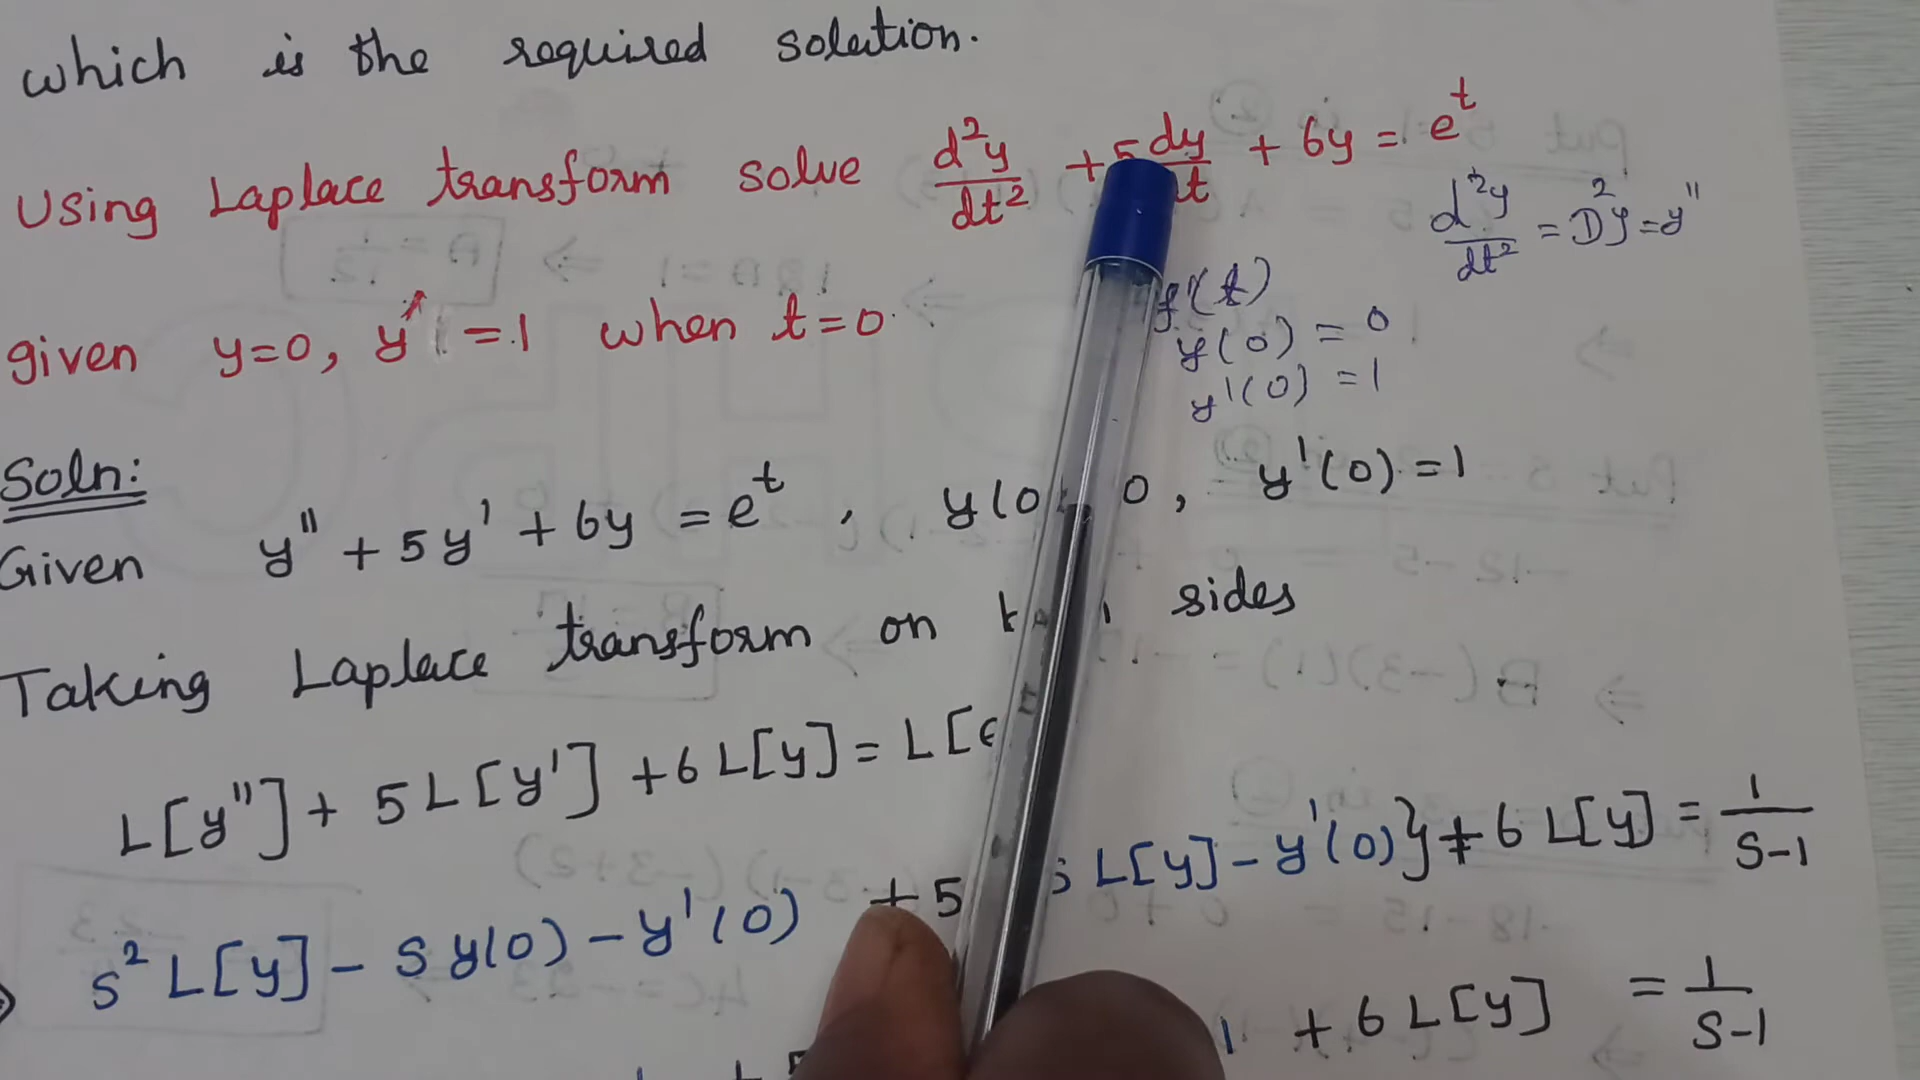 which is the required solution.
Using Laplace transform solve d²y/dt² + 5 dy/dt + 6y = e^t
d²y/dt² = D²y = y''
given y=0, y' = 1 when t=0.
f'(t)
y(0) = 0
y'(0) = 1
Soln:
Given y'' + 5y' + 6y = e^t , y(0 0, y'(0) = 1
Taking Laplace transform on sides
L[y''] + 5L[y'] + 6L[y] = L[e
s² L[y] - s y(0) - y'(0) + 5 s L[y] - y'(0)} + 6 L[y] = 1/s-1
1 + 6 L[y] = 1/s-1